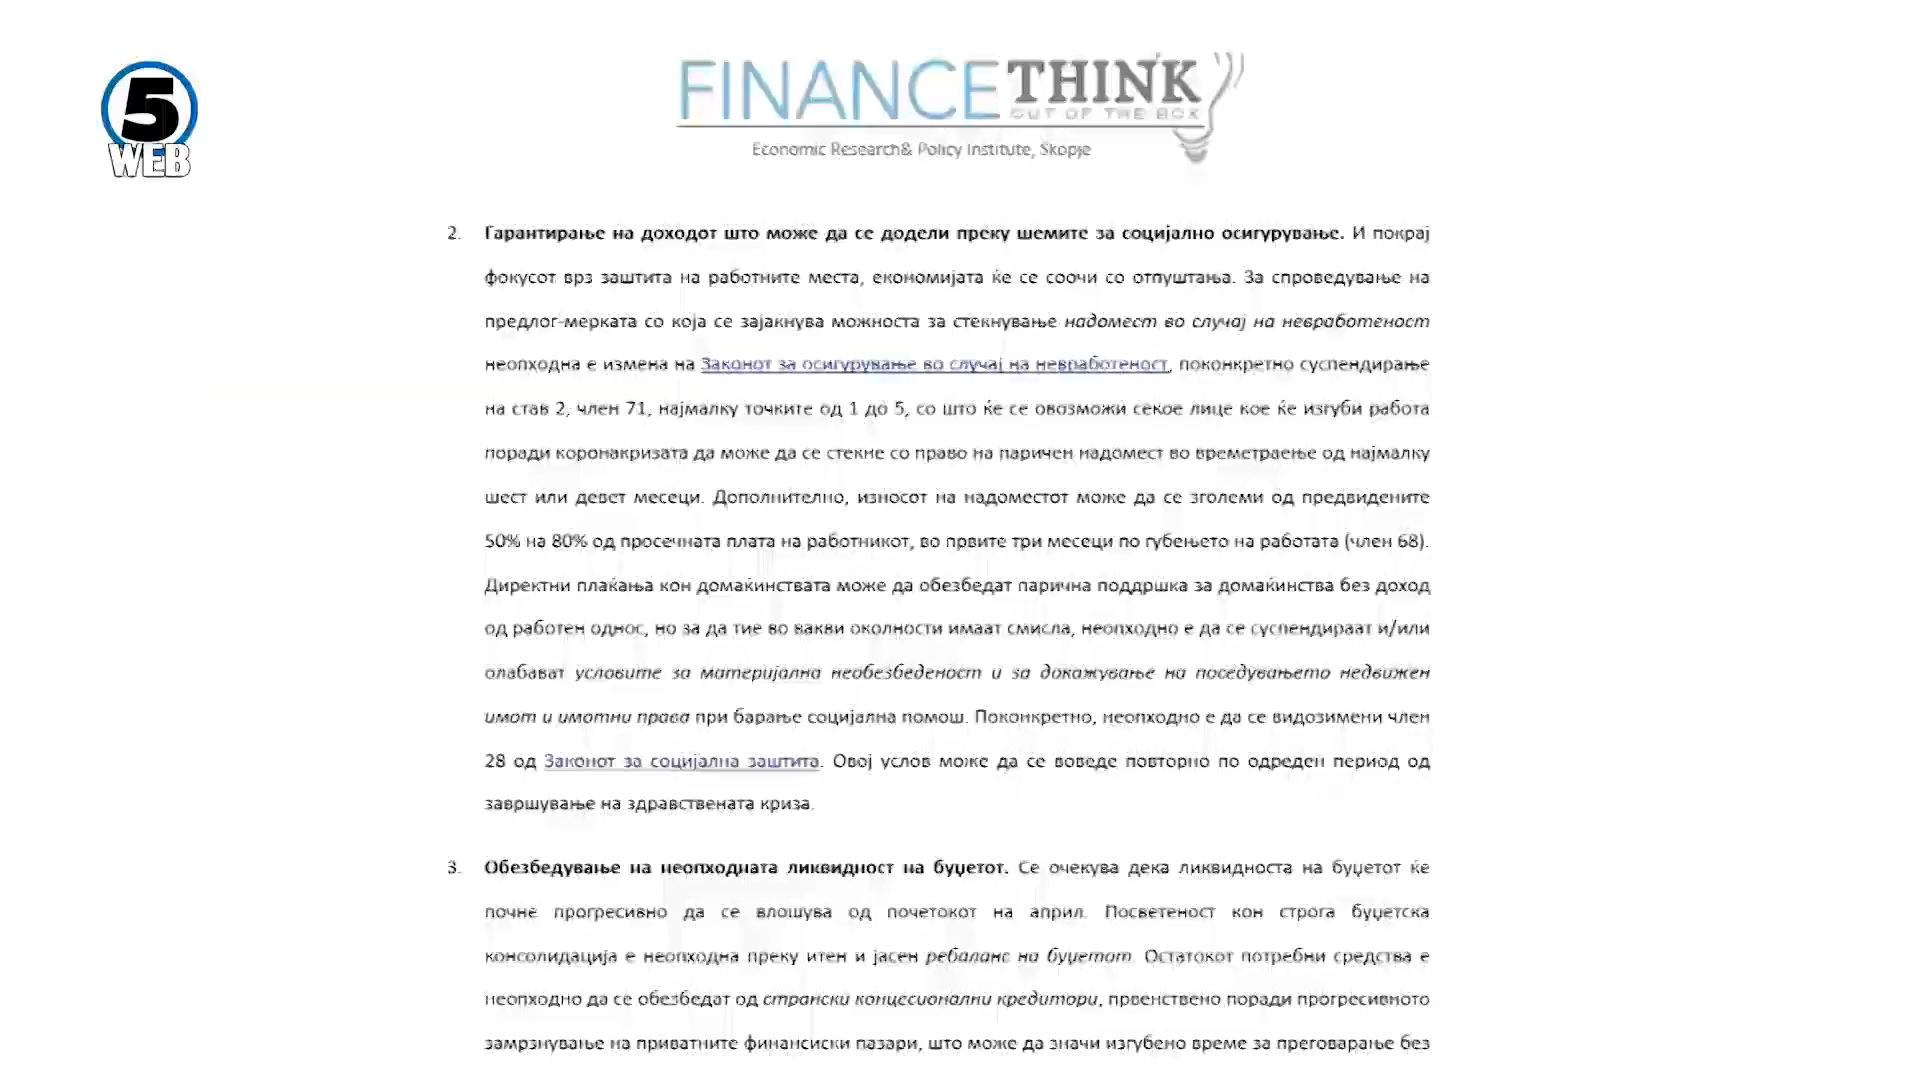 5
WEB
FINANCE THINK
OUT OF THE BOX
Economic Research& Policy Institute, Skopje
2. Гарантирање на доходот што може да се додели преку шемите за социјално осигурување. И покрај
фокусот врз заштита на работните места, економијата ќе се соочи со отпуштања. За спроведување на
предлог-мерката со која се зајакнува можноста за стекнување надомест во случај на невработеност
неопходна е измена на Законот за осигурување во случај на невработеност, поконкретно суспендирање
на став 2, член 71, најмалку точките од 1 до 5, со што ќе се овозможи секое лице кое ќе изгуби работа
поради коронакризата да може да се стекне со право на паричен надомест во времетраење од најмалку
шест или девет месеци. Дополнително, износот на надоместот може да се зголеми од предвидените
50% на 80% од просечната плата на работникот, во првите три месеци по губењето на работата (член 68).
Директни плаќања кон домаќинствата може да обезбедат парична поддршка за домаќинства без доход
од работен однос, но за да тие во вакви околности имаат смисла, неопходно е да се суспендираат и/или
олабават условите за материјална необезбеденост и за докажување на поседувањето недвижен
имот и имотни права при барање социјална помош. Поконкретно, неопходно е да се видозимени член
28 од Законот за социјална заштита. Овој услов може да се воведе повторно по одреден период од
завршување на здравствената криза.
3. Обезбедување на неопходната ликвидност на буџетот. Се очекува дека ликвидноста на буџетот ќе
почне прогресивно да се влошува од почетокот на април. Посветеност кон строга буџетска
консолидација е неопходна преку итен и јасен ребаланс на буџетот. Остатокот потребни средства е
неопходно да се обезбедат од странски концесионални кредитори, првенствено поради прогресивното
замрзнување на приватните финансиски пазари, што може да значи изгубено време за преговарање без